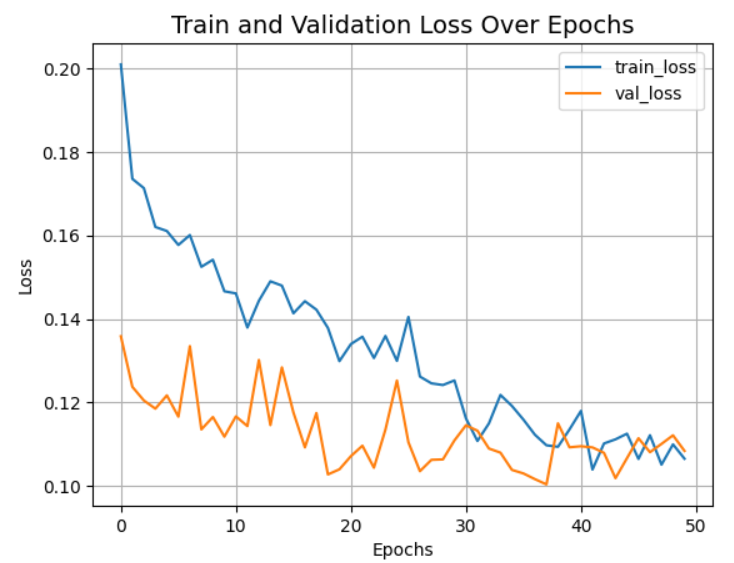 Train and Validation Loss Over Epochs
train_loss
val_loss
0.20
0.18
0.16
0.14
0.12
0.10
Loss
0 10 20 30 40 50
Epochs